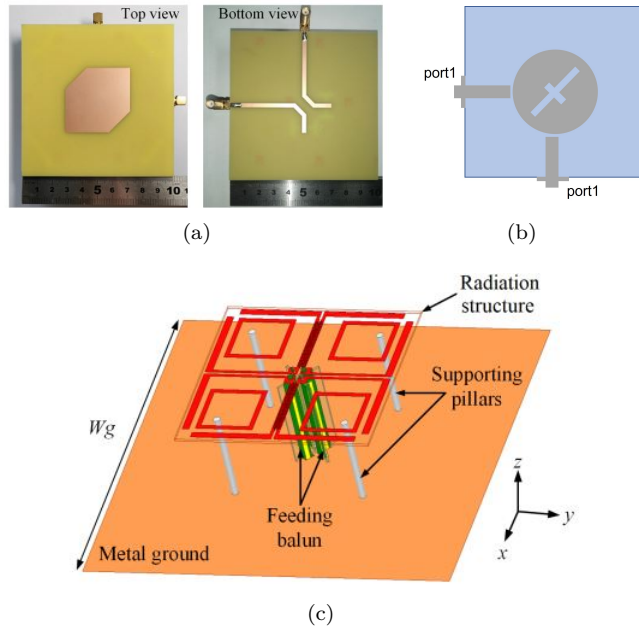 Top view
Bottom view
1 2 3 4 5 6 7 8 9 10
1 2 3 4 5 6 7 8 9 10
port1
port1
(a)
(b)
Radiation
structure
Supporting
pillars
Wg
Feeding
balun
Metal ground
z
y
x
(c)